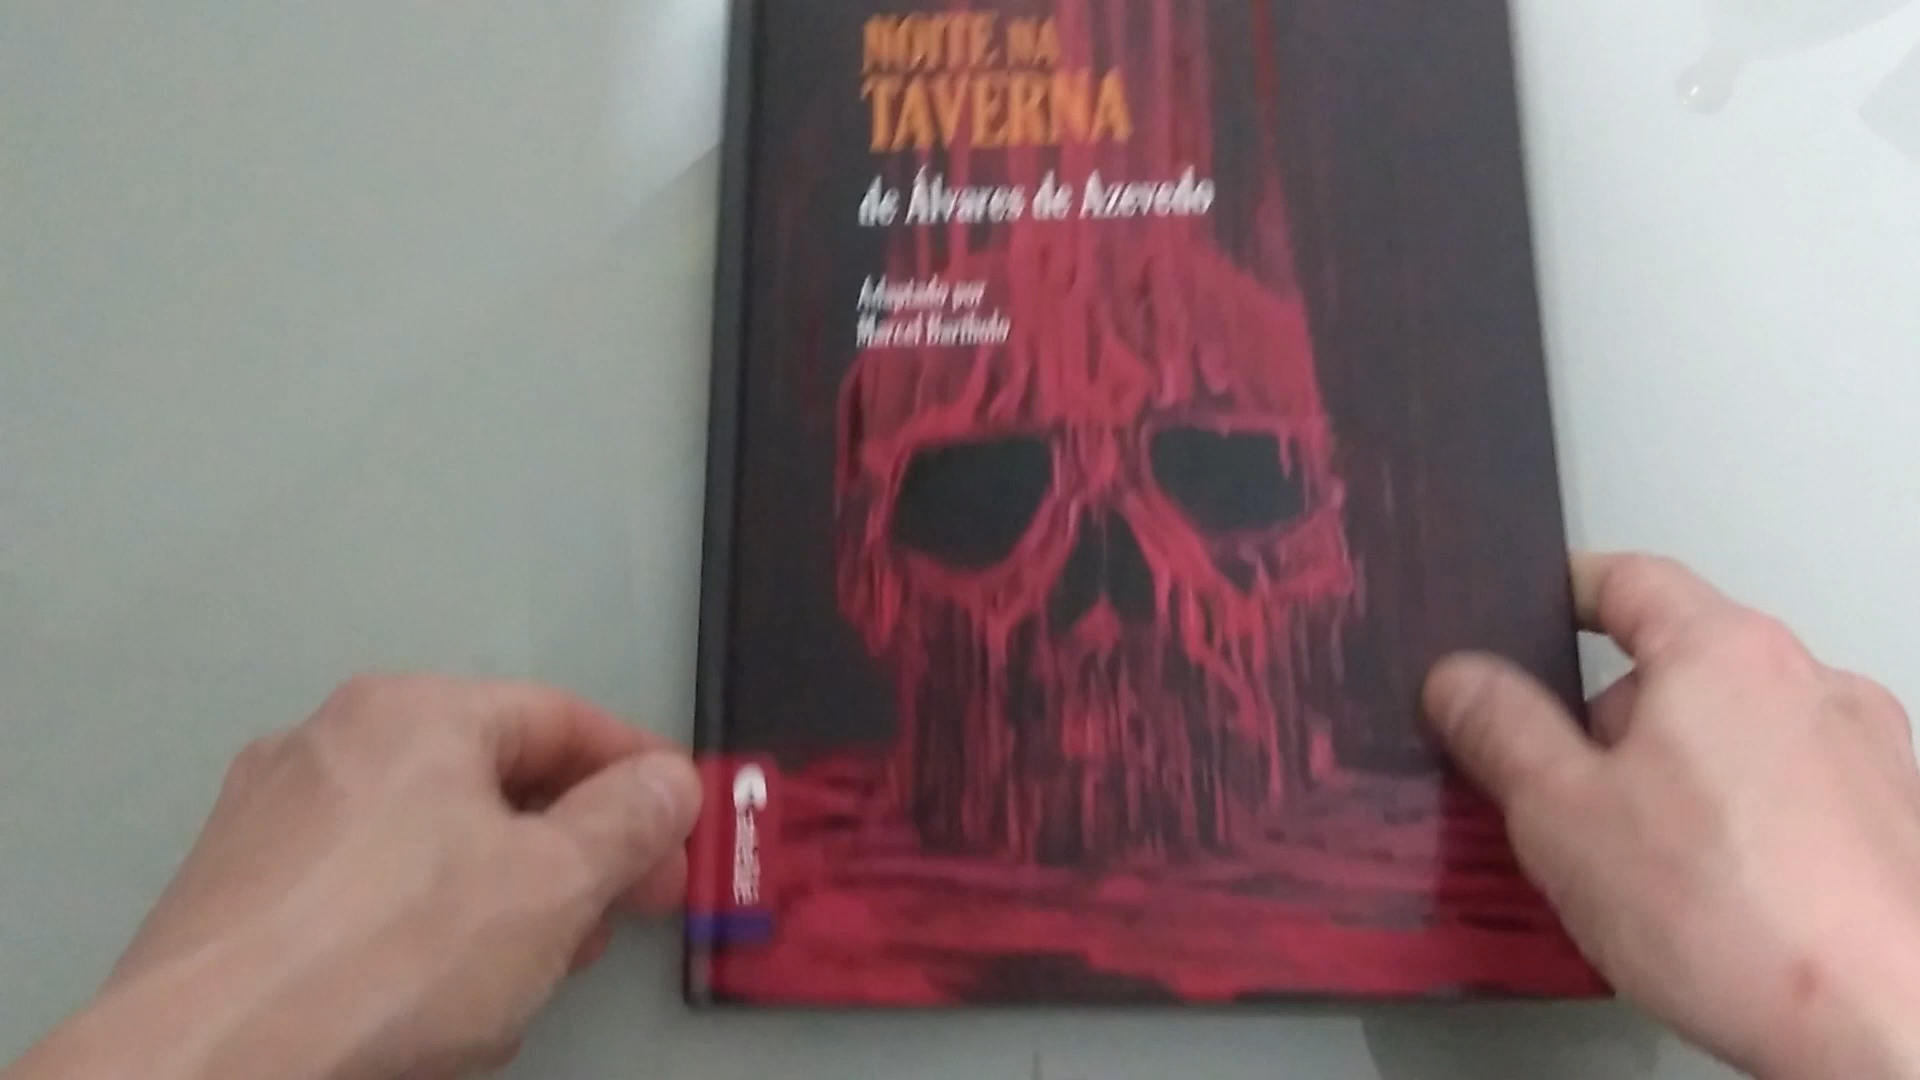 NOITE NA
TAVERNA
de Álvares de Azevedo
Adaptado por
Marcel Bartholo